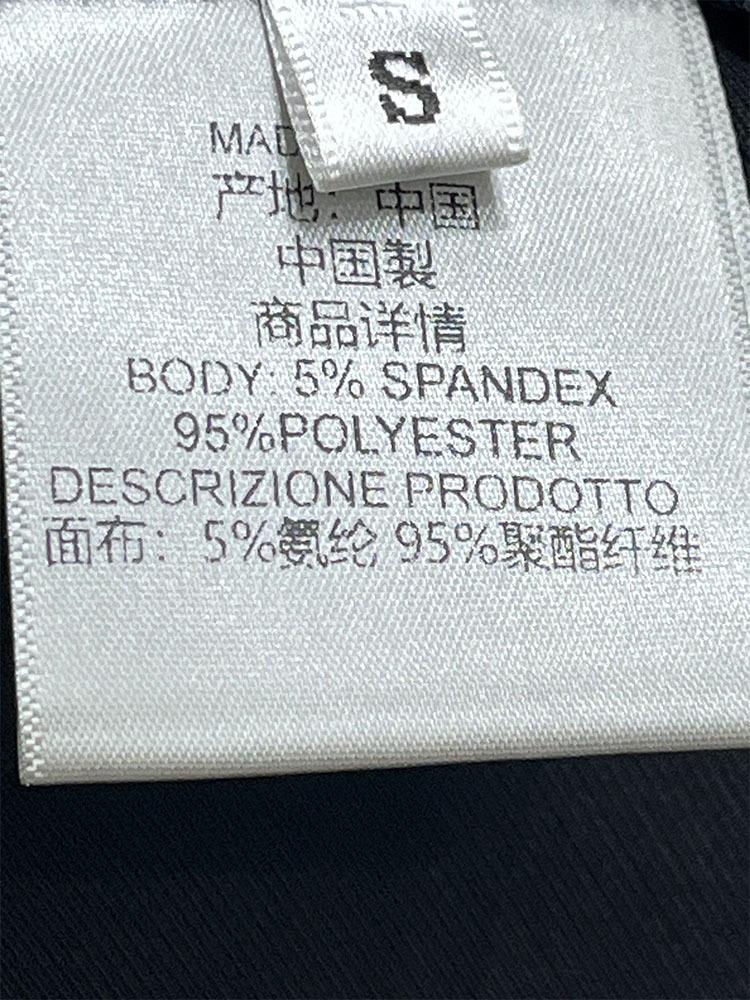 S
产地：中国
中国製
商品详情
BODY: 5% SPANDEX
95%POLYESTER
DESCRIZIONE PRODOTTO
面布：5%氨纶 95%聚酯纤维